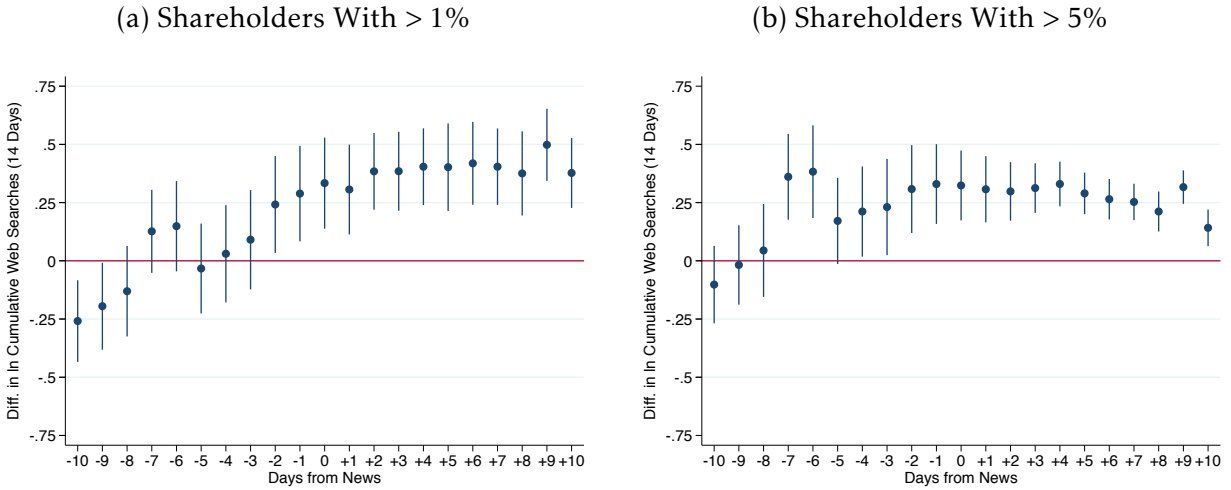 (a) Shareholders With > 1%
.75
.5
.25
0
-.25
-.5
-.75
Diff. in ln Cumulative Web Searches (14 Days)
-10 -9 -8 -7 -6 -5 -4 -3 -2 -1 0 +1 +2 +3 +4 +5 +6 +7 +8 +9 +10
Days from News
(b) Shareholders With > 5%
.75
.5
.25
0
-.25
-.5
-.75
Diff. in ln Cumulative Web Searches (14 Days)
-10 -9 -8 -7 -6 -5 -4 -3 -2 -1 0 +1 +2 +3 +4 +5 +6 +7 +8 +9 +10
Days from News